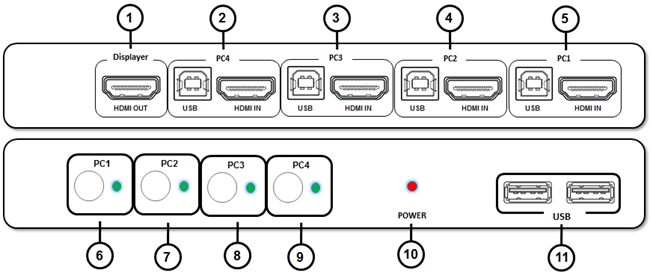 1 2 3 4 5
Displayer PC4 PC3 PC2 PC1
HDMI OUT USB HDMI IN USB HDMI IN USB HDMI IN USB HDMI IN
PC1 PC2 PC3 PC4
POWER USB
6 7 8 9 10 11